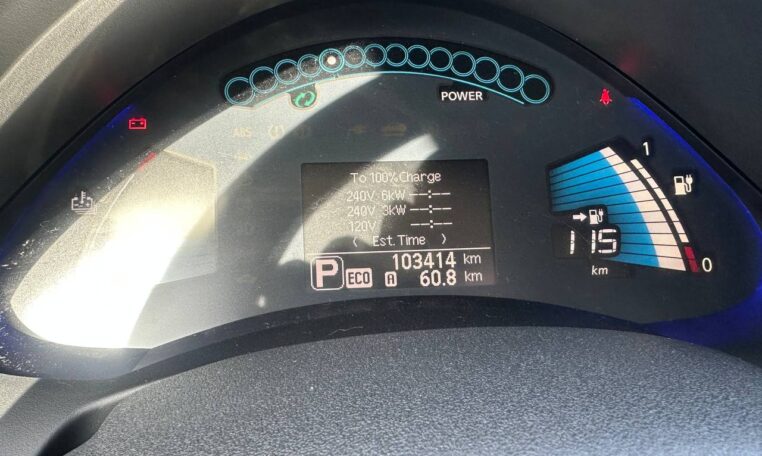 POWER
ABS
To 100% Charge
240V 6kW --:--
240V 3kW --:--
120V --:--
< Est. Time >
P ECO 103414 km
A 60.8 km
1
115
km
0